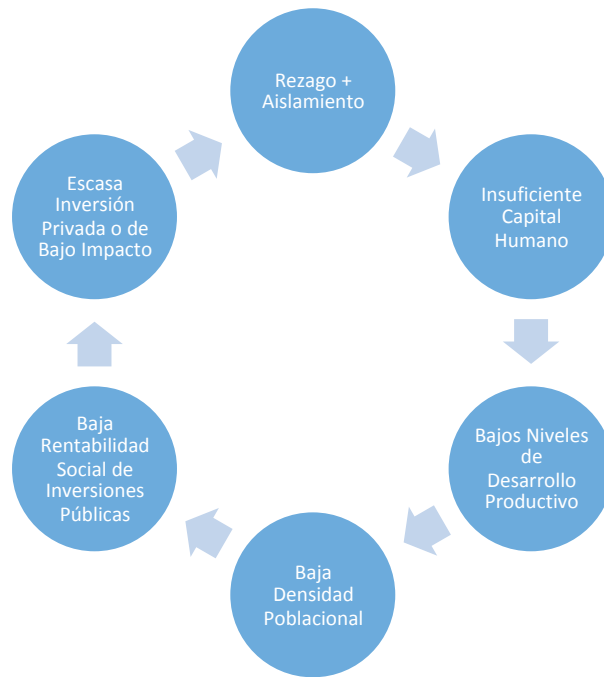 Rezago +
Aislamiento
Insuficiente
Capital
Humano
Bajos Niveles
de
Desarrollo
Productivo
Baja
Densidad
Poblacional
Baja
Rentabilidad
Social de
Inversiones
Públicas
Escasa
Inversión
Privada o de
Bajo Impacto